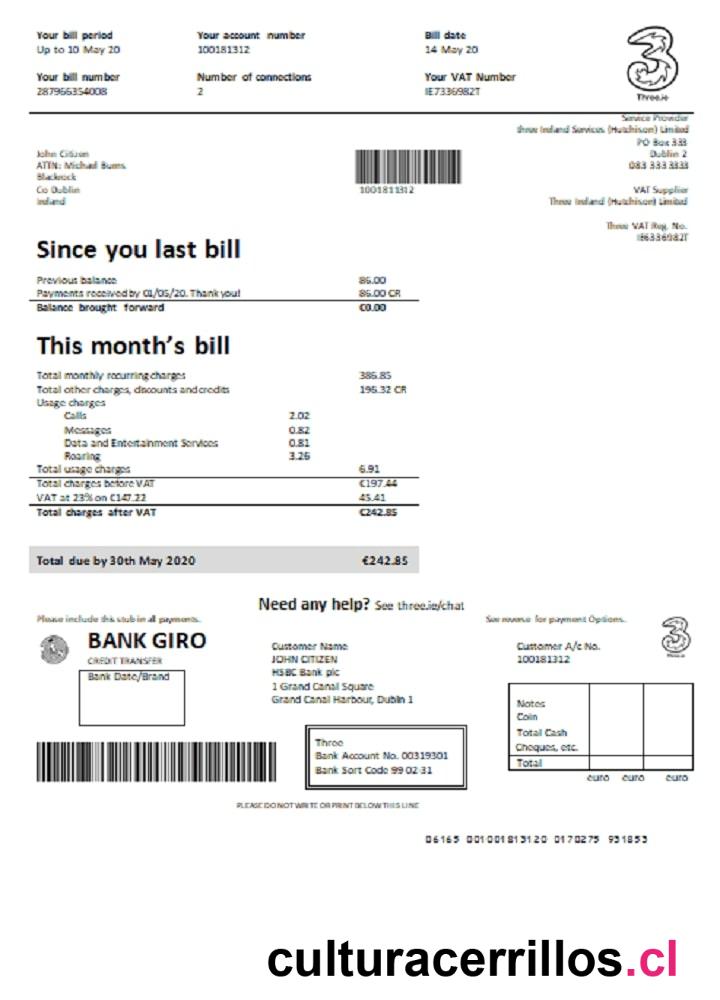 Your bill period
Up to 10 May 20
Your account number
100181312
Bill date
14 May 20
Your bill number
287966354008
Number of connections
2
Your VAT Number
IE7336982T
Three.ie
Service Provider
three Ireland Services (Hutchison) Limited
PO Box 333
Dublin 2
083 333 3333
VAT Supplier
Three Ireland (Hutchison) Limited
Three VAT Reg. No.
IE6336982T
John Citizen
ATTN: Michael Burns
Blackrock
Co Dublin
Ireland
1001811312
Since you last bill
Previous balance 86.00
Payments received by 01/05/20. Thank you! 86.00 CR
Balance brought forward €0.00
This month's bill
Total monthly recurring charges 386.85
Total other charges, discounts and credits 196.32 CR
Usage charges
Calls 2.02
Messages 0.82
Data and Entertainment Services 0.81
Roaring 3.26
Total usage charges 6.91
Total charges before VAT €197.44
VAT at 23% on €147.22 45.41
Total charges after VAT €242.85
Total due by 30th May 2020 €242.85
Need any help? See three.ie/chat
Please include this stub in all payments.
See reverse for payment Options.
BANK GIRO
CREDIT TRANSFER
Bank Date/Brand
Customer Name
JOHN CITIZEN
HSBC Bank plc
1 Grand Canal Square
Grand Canal Harbour, Dublin 1
Customer A/c No.
100181312
Three
Bank Account No. 00319301
Bank Sort Code 99 02-31
Notes
Coin
Total Cash
Cheques, etc.
Total
euro euro euro
PLEASE DO NOT WRITE OR PRINT BELOW THIS LINE
06165 001001813120 0170275 931853
culturacerrillos.cl